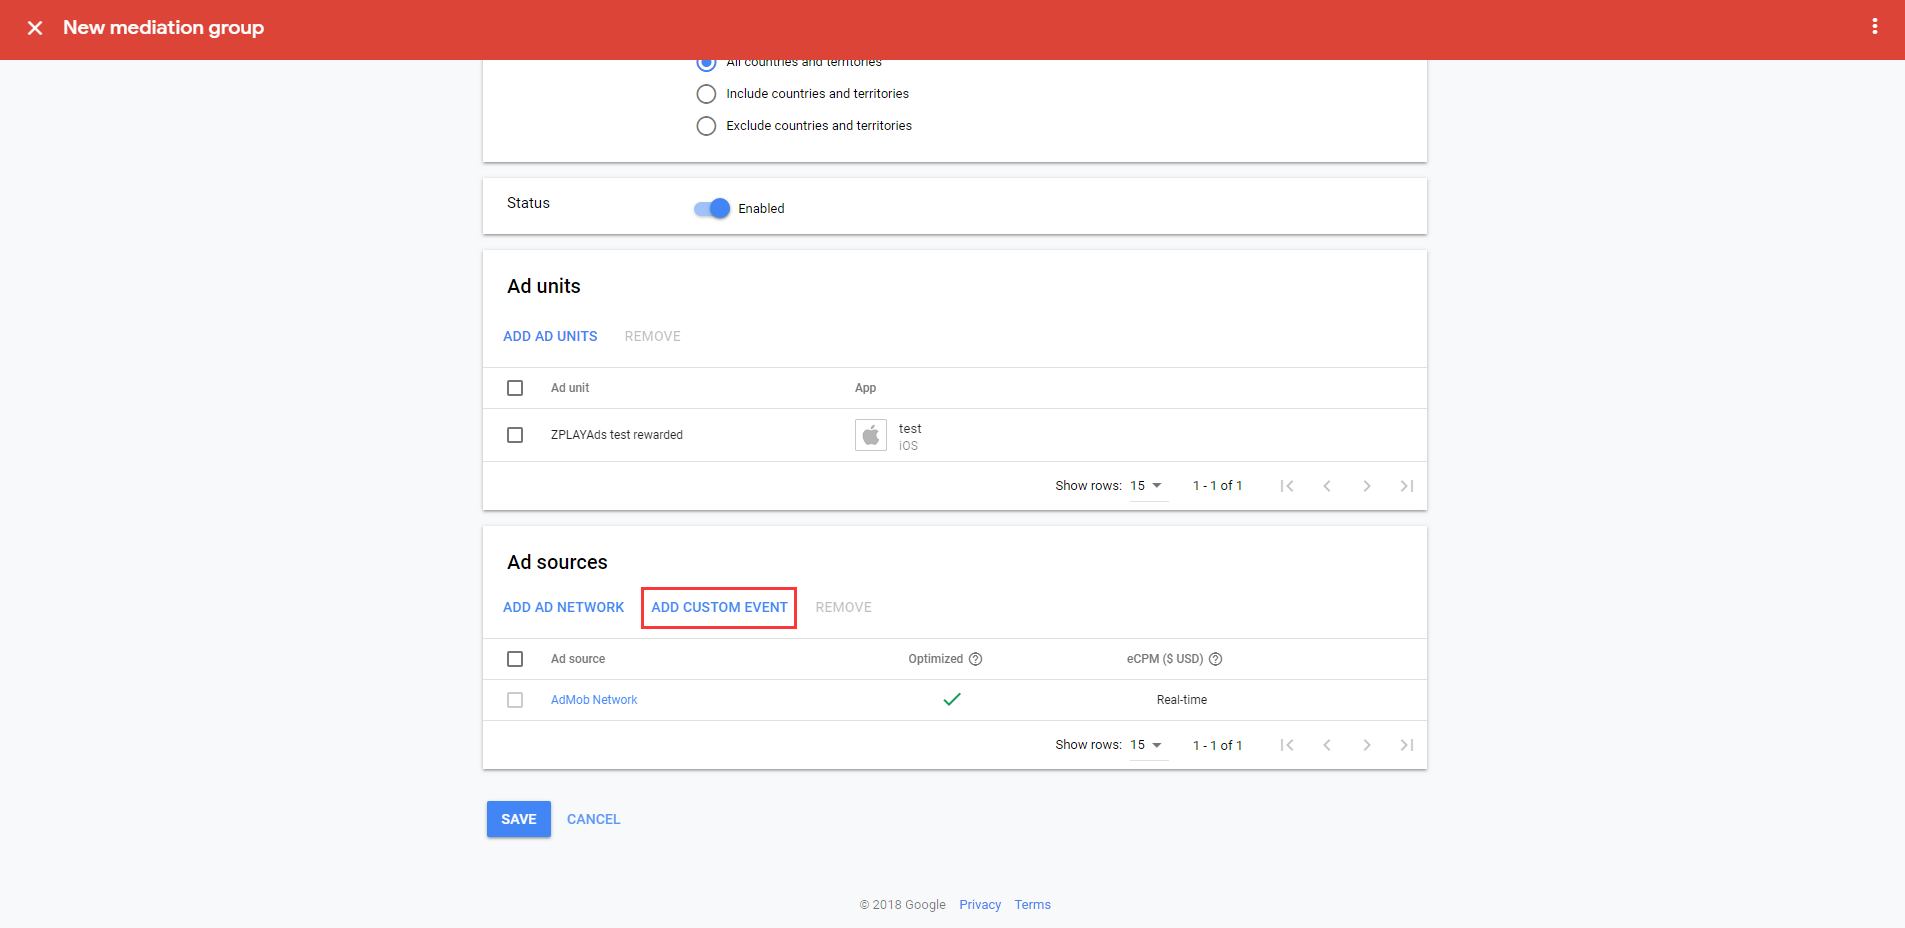 New mediation group
All countries and territories
Include countries and territories
Exclude countries and territories
Status
Enabled
Ad units
ADD AD UNITS REMOVE
Ad unit App
ZPLAYAds test rewarded test
iOS
Show rows: 15 1 - 1 of 1
Ad sources
ADD AD NETWORK ADD CUSTOM EVENT REMOVE
Ad source Optimized ? eCPM ($ USD) ?
AdMob Network Real-time
Show rows: 15 1 - 1 of 1
SAVE CANCEL
© 2018 Google Privacy Terms